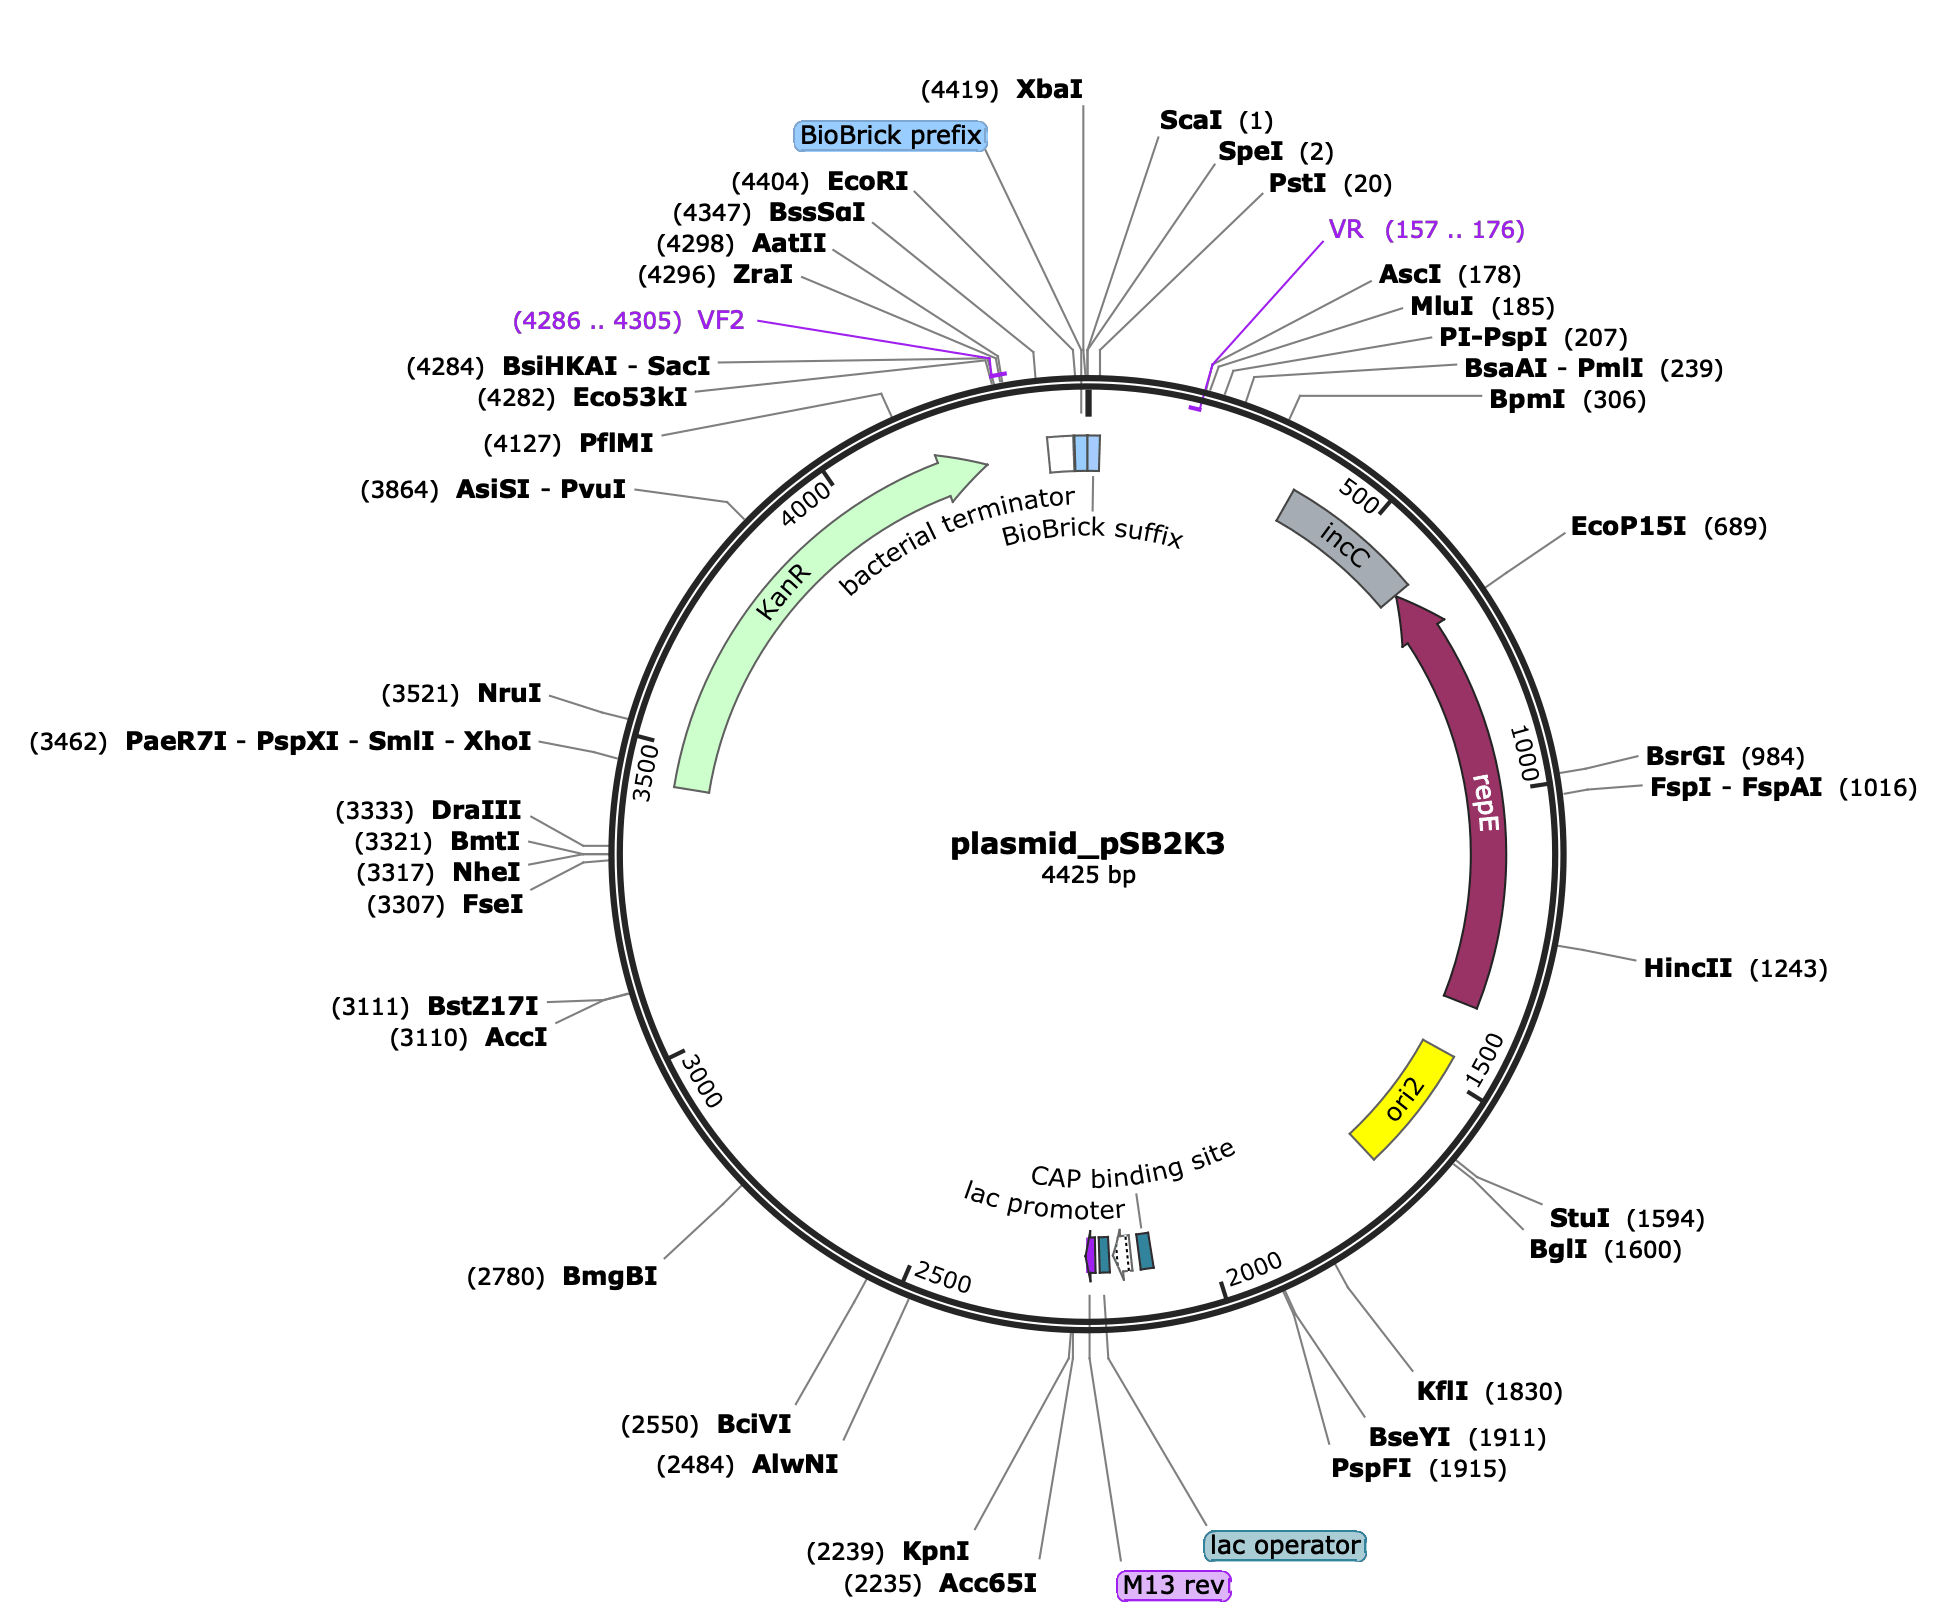 (4419) XbaI
ScaI (1)
BioBrick prefix
SpeI (2)
(4404) EcoRI
PstI (20)
(4347) BssSαI
VR (157 .. 176)
(4298) AatII
(4296) ZraI
AscI (178)
MluI (185)
(4286 .. 4305) VF2
PI-PspI (207)
(4284) BsiHKAI - SacI
BsaAI - PmlI (239)
(4282) Eco53kI
BpmI (306)
(4127) PflMI
(3864) AsiSI - PvuI
4000
500
bacterial terminator
BioBrick suffix
EcoP15I (689)
incC
KanR
(3521) NruI
(3462) PaeR7I - PspXI - SmlI - XhoI
3500
1000
BsrGI (984)
FspI - FspAI (1016)
(3333) DraIII
repE
(3321) BmtI
plasmid_pSB2K3
4425 bp
(3317) NheI
(3307) FseI
HincII (1243)
(3111) BstZ17I
(3110) AccI
3000
1500
ori2
CAP binding site
lac promoter
StuI (1594)
BglI (1600)
(2780) BmgBI
2500
2000
KflI (1830)
(2550) BciVI
BseYI (1911)
(2484) AlwNI
PspFI (1915)
lac operator
(2239) KpnI
(2235) Acc65I
M13 rev